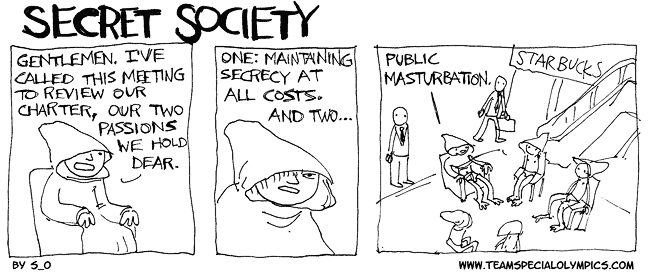 SECRET SOCIETY
GENTLEMEN. I'VE
CALLED THIS MEETING
TO REVIEW OUR
CHARTER, OUR TWO
PASSIONS
WE HOLD
DEAR.
ONE: MAINTAINING
SECRECY AT
ALL COSTS.
AND TWO...
PUBLIC
MASTURBATION.
STARBUCKS
BY S_O
WWW.TEAMSPECIALOLYMPICS.COM